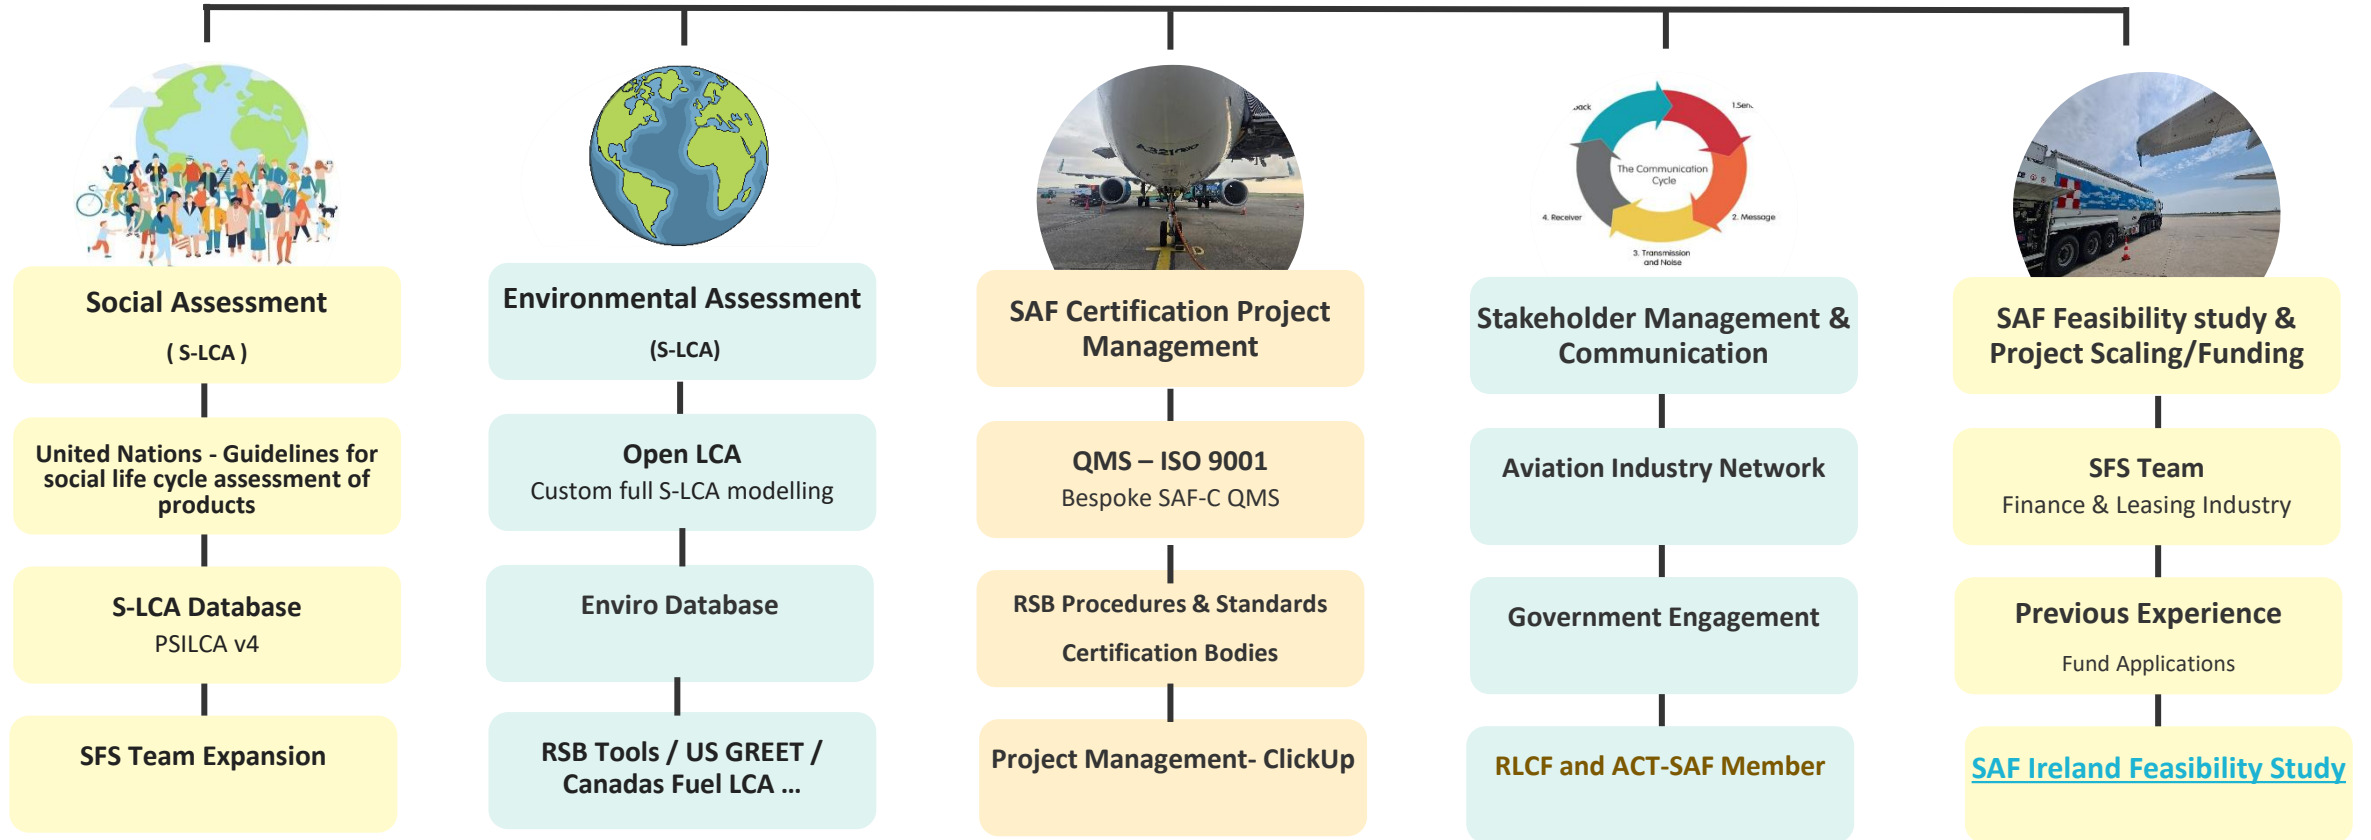 A321neo
back
1.Sen
The Communication
Cycle
4. Receiver
2. Message
3. Transmission
and Noise
Social Assessment
( S-LCA )
United Nations - Guidelines for
social life cycle assessment of
products
S-LCA Database
PSILCA v4
SFS Team Expansion
Environmental Assessment
(S-LCA)
Open LCA
Custom full S-LCA modelling
Enviro Database
RSB Tools / US GREET /
Canadas Fuel LCA ...
SAF Certification Project
Management
QMS – ISO 9001
Bespoke SAF-C QMS
RSB Procedures & Standards
Certification Bodies
Project Management- ClickUp
Stakeholder Management &
Communication
Aviation Industry Network
Government Engagement
RLCF and ACT-SAF Member
SAF Feasibility study &
Project Scaling/Funding
SFS Team
Finance & Leasing Industry
Previous Experience
Fund Applications
SAF Ireland Feasibility Study